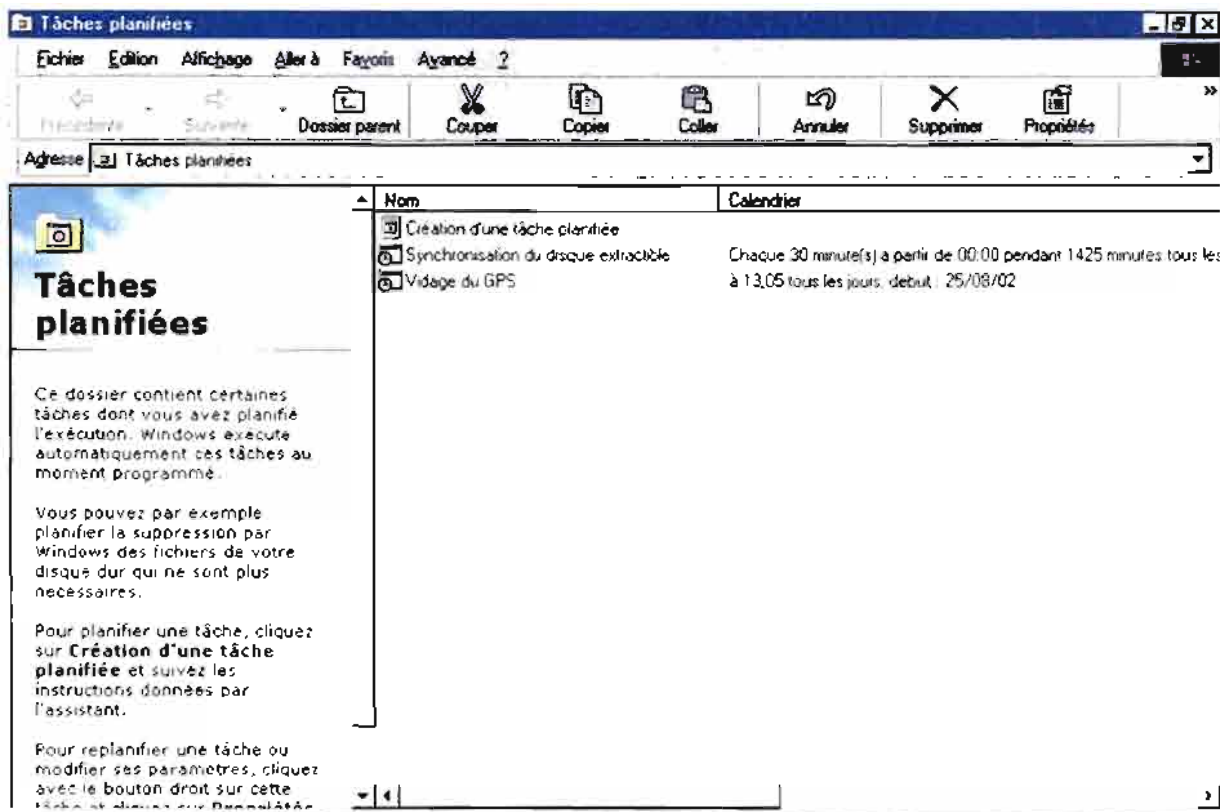 Tâches planifiées
Fichier Edition Affichage Aller à Favoris Avancé ?
Précédente Suivante Dossier parent Couper Copier Coller Annuler Supprimer Propriétés »
Adresse Tâches planifiées
Nom Calendrier
Création d'une tâche planifiée
Synchronisation du disque extractible Chaque 30 minute(s) à partir de 00:00 pendant 1425 minutes tous les
Vidage du GPS à 13,05 tous les jours, début : 25/08/02
Tâches
planifiées
Ce dossier contient certaines
tâches dont vous avez planifié
l'exécution. Windows exécute
automatiquement ces tâches au
moment programmé.
Vous pouvez par exemple
planifier la suppression par
Windows des fichiers de votre
disque dur qui ne sont plus
nécessaires.
Pour planifier une tâche, cliquez
sur Création d'une tâche
planifiée et suivez les
instructions données par
l'assistant.
Pour replanifier une tâche ou
modifier ses paramètres, cliquez
avec le bouton droit sur cette
tâche et cliquez sur Propriétés